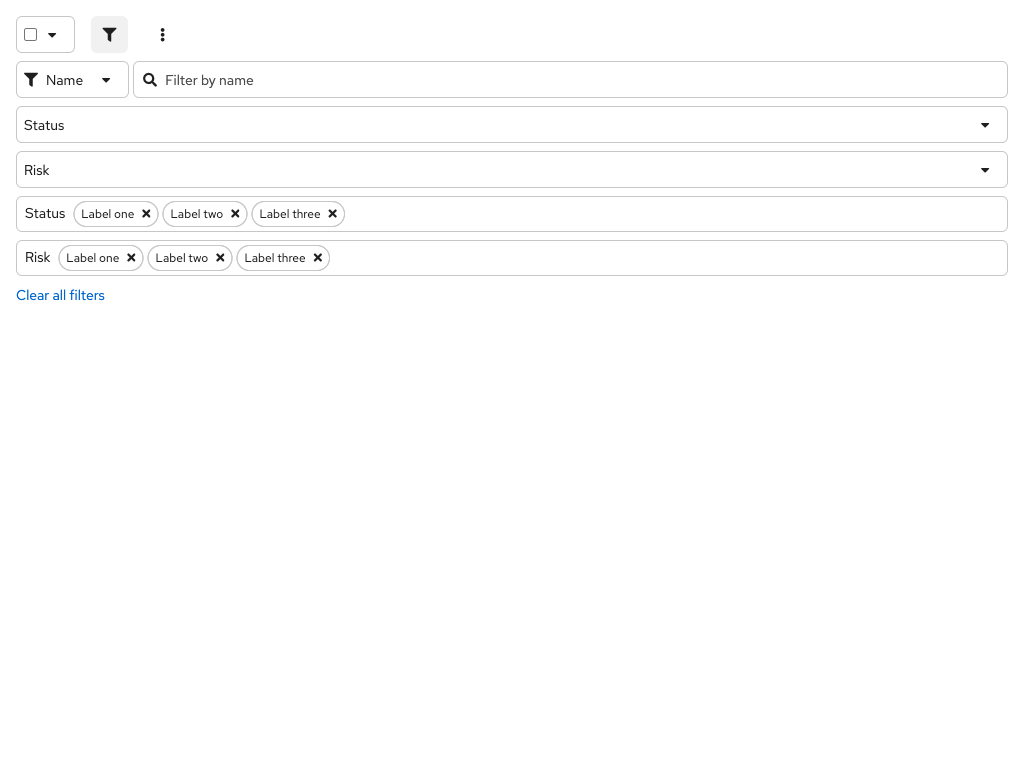 Name Filter by name
Status
Risk
Status Label one Label two Label three
Risk Label one Label two Label three
Clear all filters